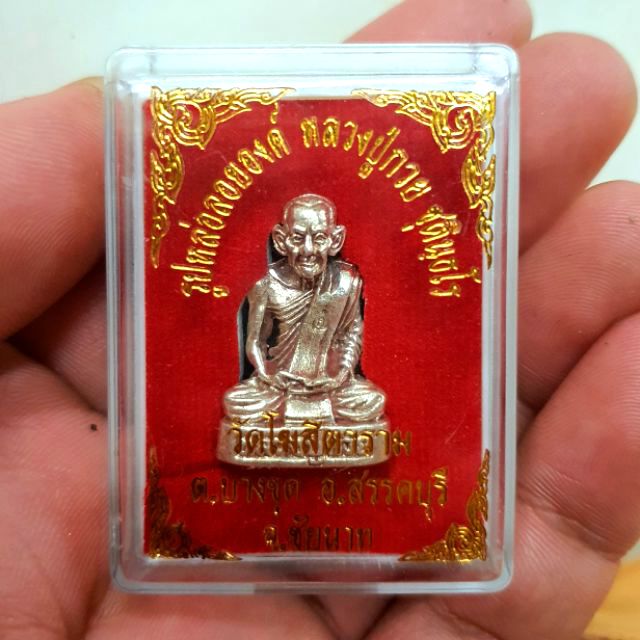 รูปหล่อลอยองค์ หลวงปู่กวย ชุตินฺธโร
วัดโฆสิตาราม
ต.บางขุด อ.สรรคบุรี
จ.ชัยนาท